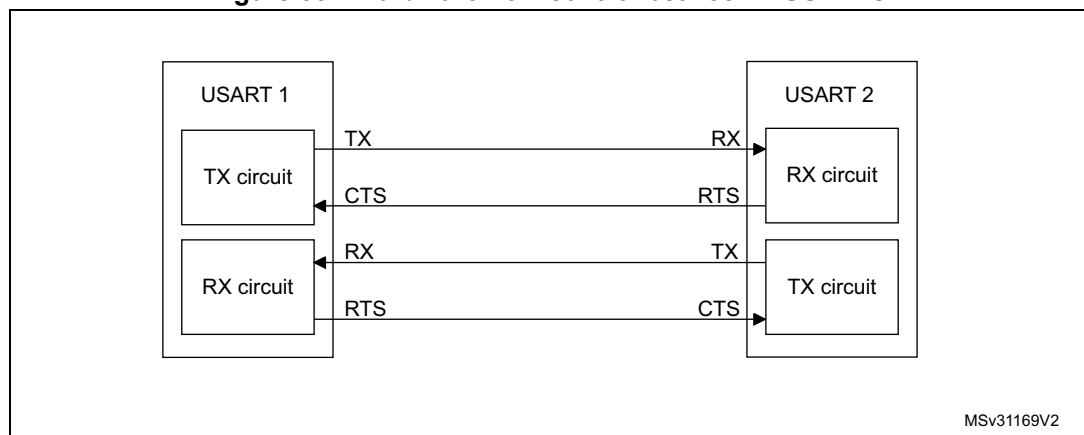 USART 1
USART 2
TX circuit
TX
RX
RX circuit
CTS
RTS
RX circuit
RX
TX
TX circuit
RTS
CTS
MSv31169V2